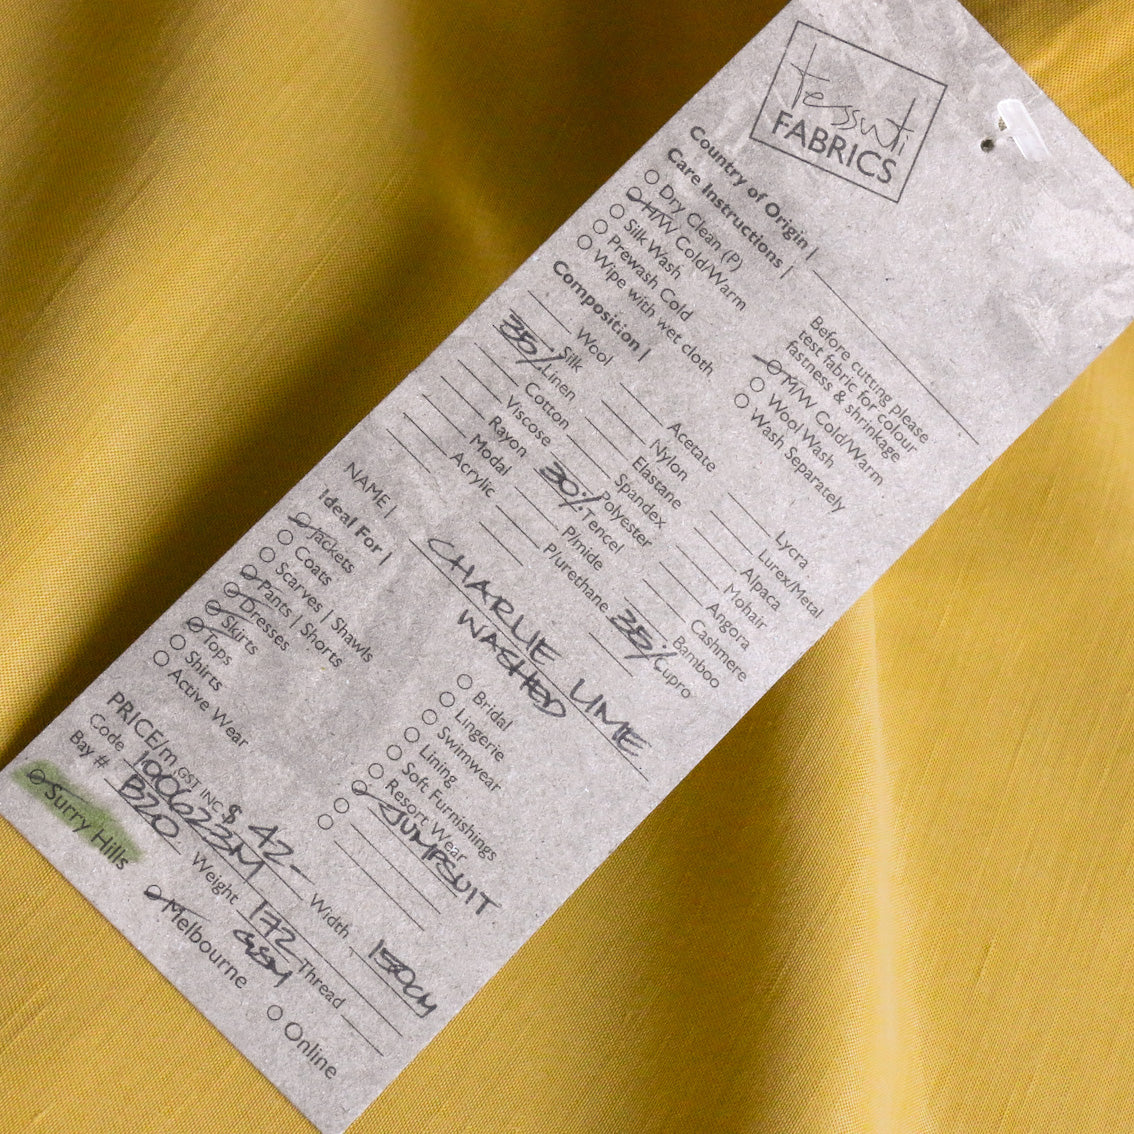 tessuti
FABRICS
Country of Origin |
Care Instructions |
Dry Clean (P)
H/W Cold/Warm
Silk Wash
Prewash Cold
Wipe with wet cloth
Before cutting please
test fabric for colour
fastness & shrinkage
M/W Cold/Warm
Wool Wash
Wash Separately
Composition |
Wool
Silk
35% Linen
Cotton
Viscose
Rayon
Modal
Acrylic
Acetate
Nylon
Elastane
Spandex
Polyester
30% Tencel
P/mide
P/urethane
Lycra
Lurex/Metal
Alpaca
Mohair
Angora
Cashmere
Bamboo
35% Cupro
NAME | CHARLIE LIME
WASHED
Ideal For |
Jackets
Coats
Scarves | Shawls
Pants | Shorts
Dresses
Skirts
Tops
Shirts
Active Wear
Bridal
Lingerie
Swimwear
Lining
Soft Furnishings
Resort Wear
JUMPSUIT
PRICE/m GST INC $ 42-
Code 100622M Width 150CM
Bay # B20 Weight 172 GSM Thread
Surry Hills Melbourne Online